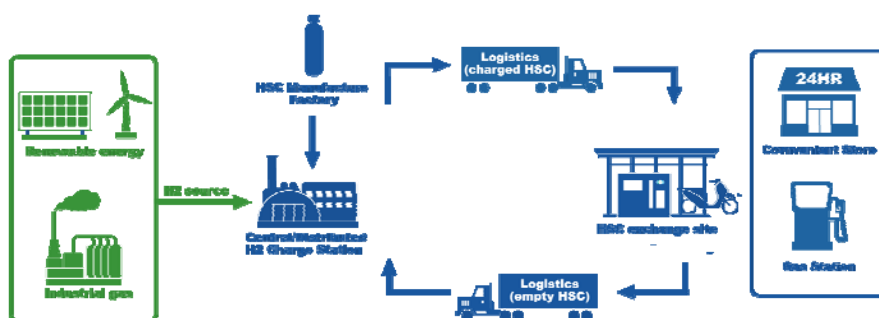 Renewable energy
Industrial gas
H2 source
HSC Manufacture
Factory
Central/Distributed
H2 Charge Station
Logistics
(charged HSC)
Logistics
(empty HSC)
HSC exchange site
24HR
Convenient Store
Gas Station